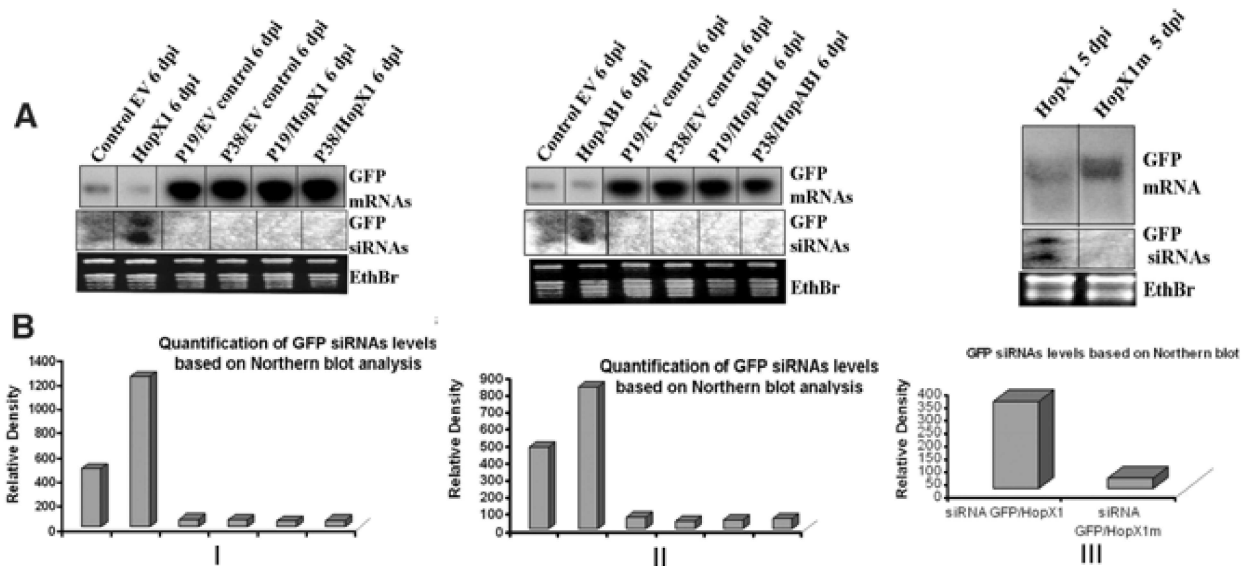 A
Control EV 6 dpi
HopX1 6 dpi
P19/EV control 6 dpi
P38/EV control 6 dpi
P19/HopX1 6 dpi
P38/HopX1 6 dpi
GFP
mRNAs
GFP
siRNAs
EthBr
Control EV 6 dpi
HopAB1 6 dpi
P19/EV control 6 dpi
P38/EV control 6 dpi
P19/HopAB1 6 dpi
P38/HopAB1 6 dpi
GFP
mRNAs
GFP
siRNAs
EthBr
HopX1 5 dpi
HopX1m 5 dpi
GFP
mRNA
GFP
siRNAs
EthBr
B
Quantification of GFP siRNAs levels
based on Northern blot analysis
Relative Density
1400
1200
1000
800
600
400
200
0
I
Quantification of GFP siRNAs levels
based on Northern blot analysis
Relative Density
900
800
700
600
500
400
300
200
100
0
II
GFP siRNAs levels based on Northern blot
Relative Density
400
350
300
250
200
150
100
50
0
siRNA GFP/HopX1
siRNA
GFP/HopX1m
III